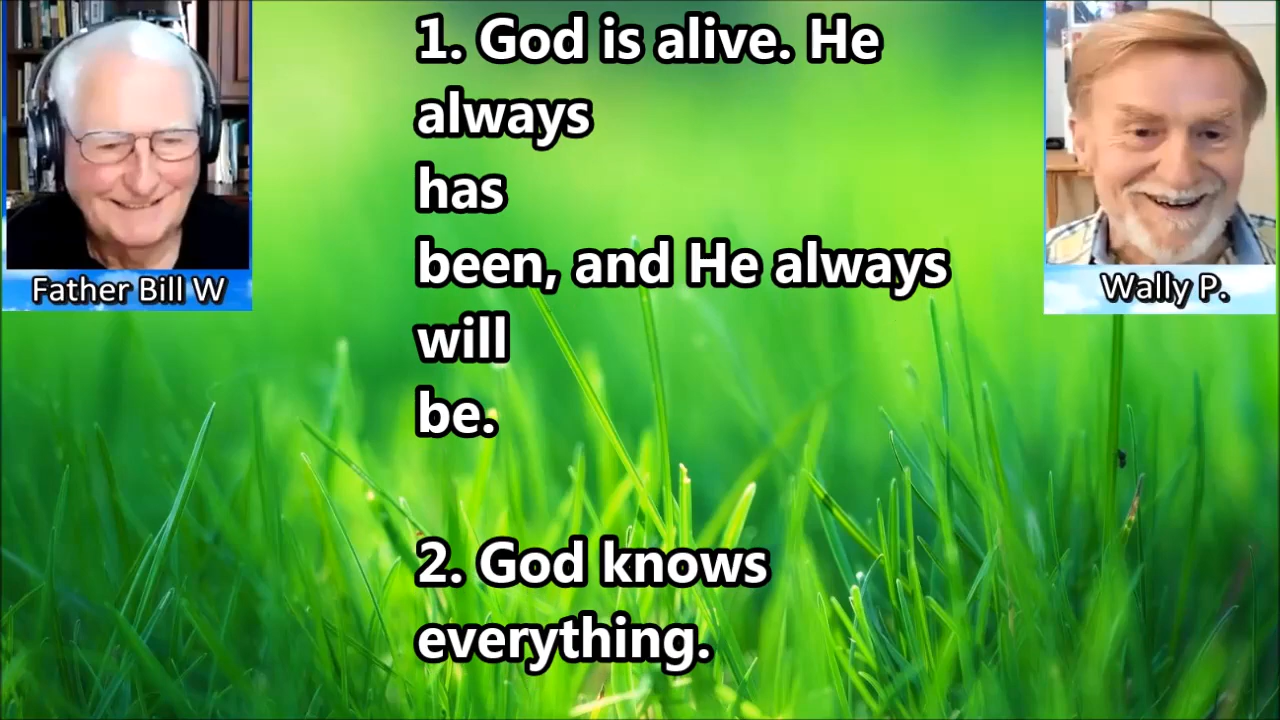 1. God is alive. He
always
has
been, and He always
will
be.
2. God knows
everything.
Father Bill W
Wally P.